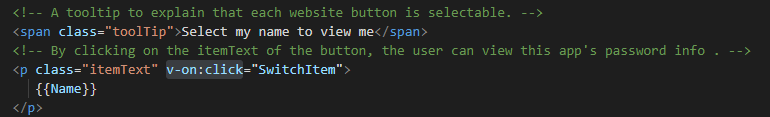 <!-- A tooltip to explain that each website button is selectable. -->
<span class="toolTip">Select my name to view me</span>
<!-- By clicking on the itemText of the button, the user can view this app's password info . -->
<p class="itemText" v-on:click="SwitchItem">
{{Name}}
</p>